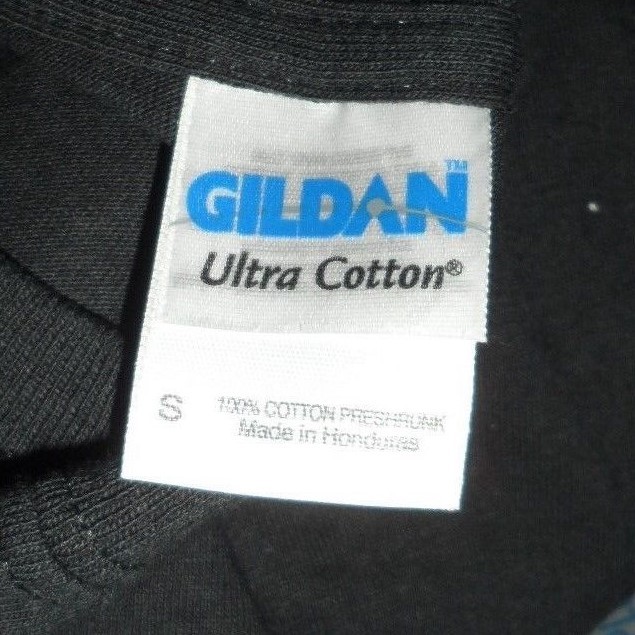 GILDAN™
Ultra Cotton®
S
100% COTTON PRESHRUNK
Made in Honduras